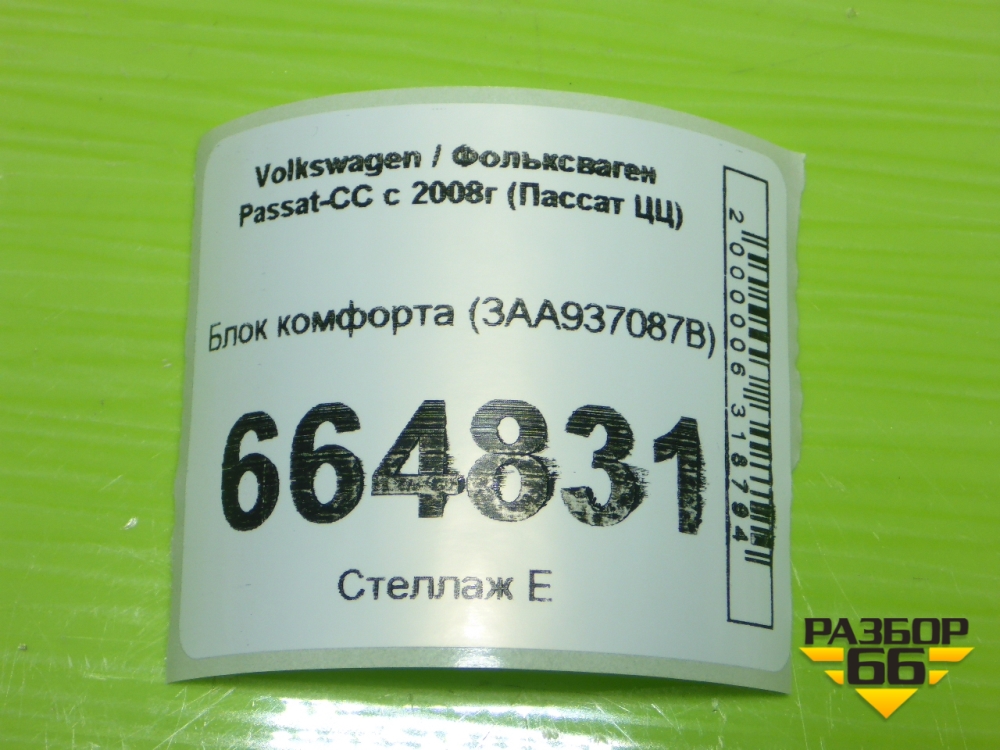 Volkswagen / Фольксваген
Passat-CC с 2008г (Пассат ЦЦ)
Блок комфорта (3AA937087B)
664831
Стеллаж Е
2000006318794
РАЗБОР
66